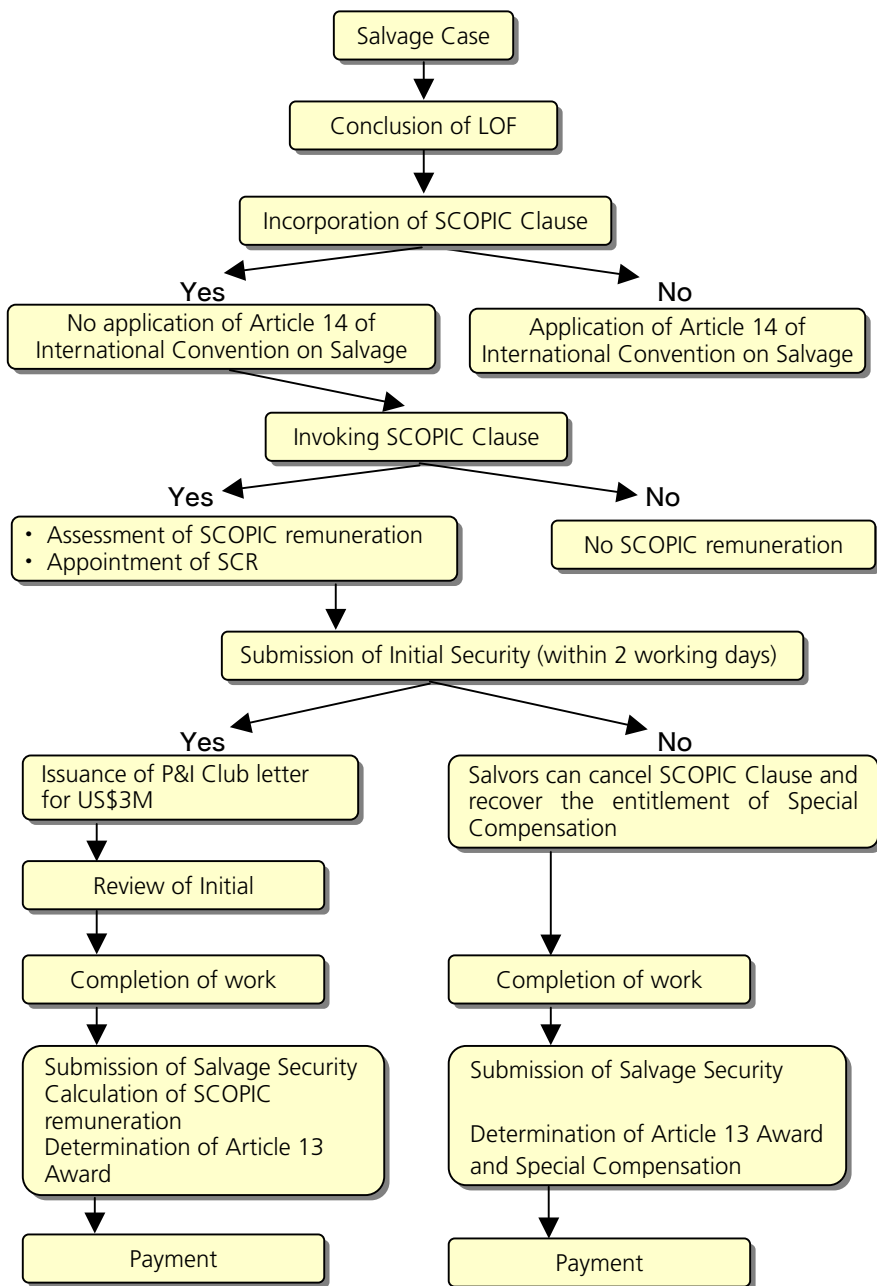 Salvage Case
Conclusion of LOF
Incorporation of SCOPIC Clause
Yes
No
No application of Article 14 of
International Convention on Salvage
Application of Article 14 of
International Convention on Salvage
Invoking SCOPIC Clause
Yes
No
・ Assessment of SCOPIC remuneration
・ Appointment of SCR
No SCOPIC remuneration
Submission of Initial Security (within 2 working days)
Yes
No
Issuance of P&I Club letter
for US$3M
Salvors can cancel SCOPIC Clause and
recover the entitlement of Special
Compensation
Review of Initial
Completion of work
Completion of work
Submission of Salvage Security
Calculation of SCOPIC
remuneration
Determination of Article 13
Award
Submission of Salvage Security
Determination of Article 13 Award
and Special Compensation
Payment
Payment